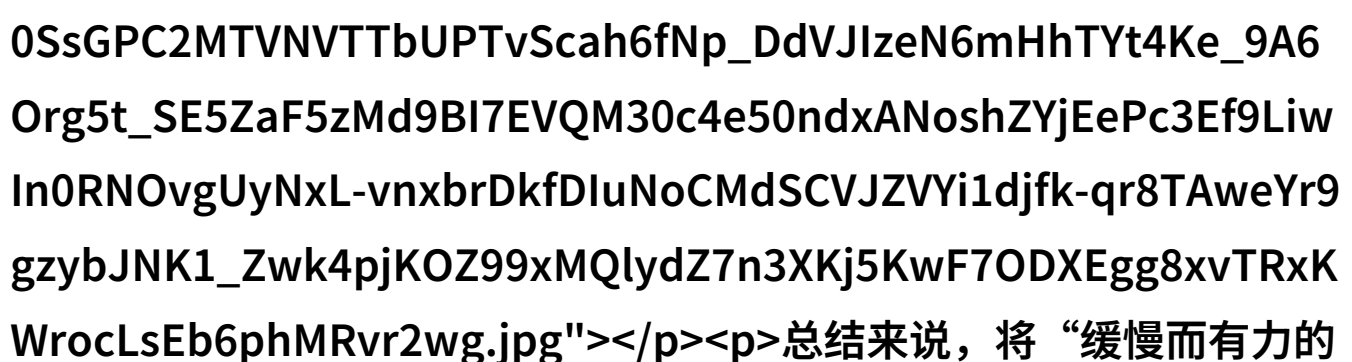 0SsGPC2MTVNVTTbUPTvScah6fNp_DdVJIzeN6mHhTYt4Ke_9A6
Org5t_SE5ZaF5zMd9BI7EVQM30c4e50ndxANoshZYjEePc3Ef9Liw
In0RNOvgUyNxL-vnxbrDkfDIuNoCMdSCVJZVYi1djfk-qr8TAweYr9
gzybJNK1_Zwk4pjKOZ99xMQlydZ7n3XKj5KwF7ODXEgg8xvTRxK
WrocLsEb6phMRvr2wg.jpg"></p><p>总结来说，将“缓慢而有力的